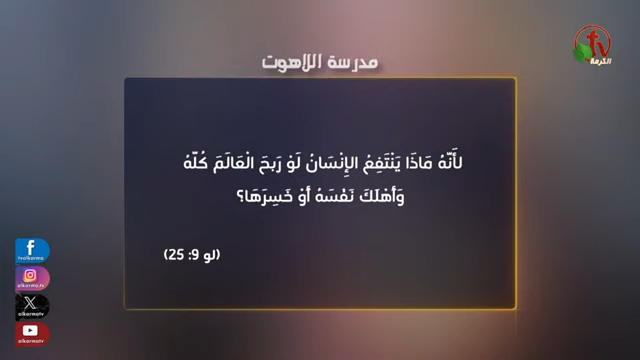 مدرسة اللاهوت
tv
الكرمة
لأَنَّهُ مَاذَا يَنْتَفِعُ الإِنْسَانُ لَوْ رَبِحَ الْعَالَمَ كُلَّهُ
وَأَهْلَكَ نَفْسَهُ أَوْ خَسِرَهَا؟
(لو 9: 25)
tvalkarma
alkarma.tv
alkarmatv
alkarmatv